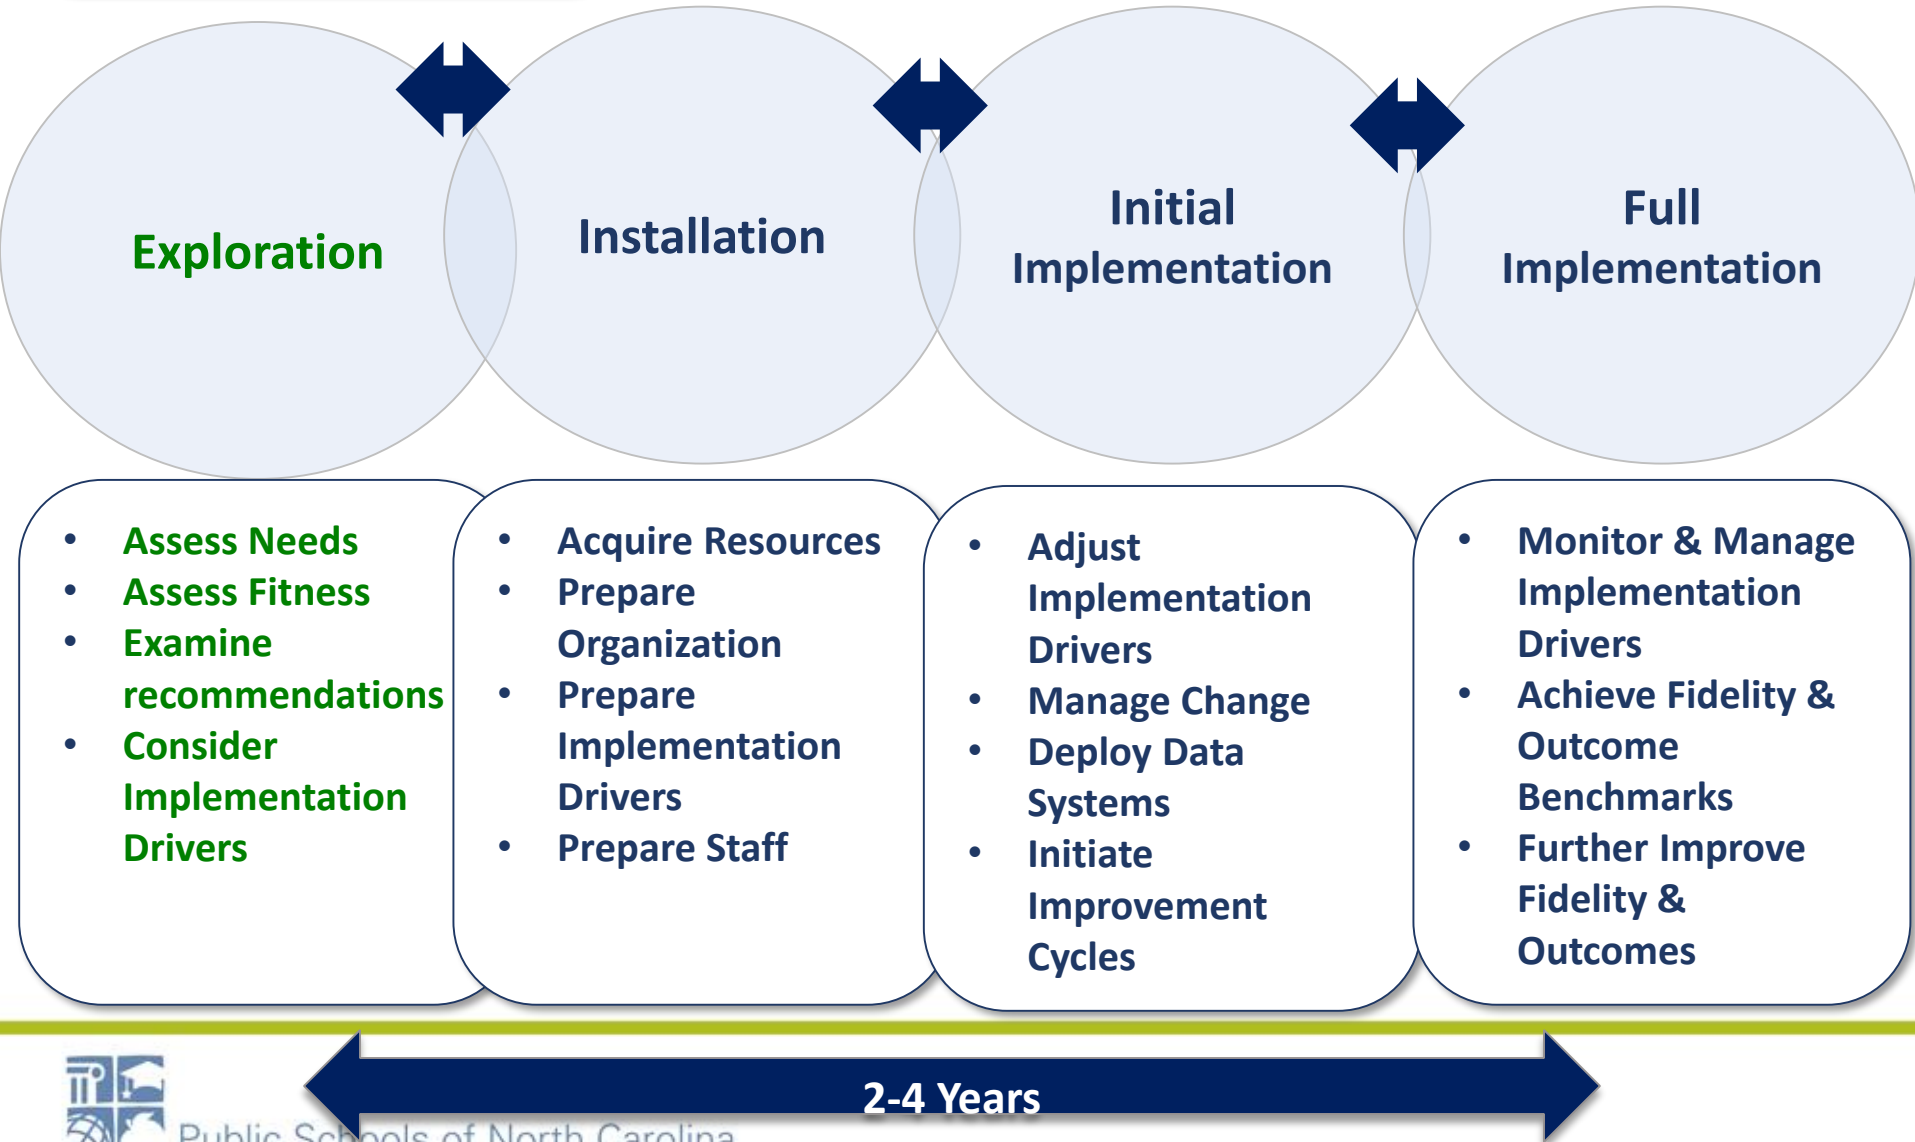 Exploration
Installation
Initial
Implementation
Full
Implementation
• Assess Needs
• Assess Fitness
• Examine
recommendations
• Consider
Implementation
Drivers
• Acquire Resources
• Prepare
Organization
• Prepare
Implementation
Drivers
• Prepare Staff
• Adjust
Implementation
Drivers
• Manage Change
• Deploy Data
Systems
• Initiate
Improvement
Cycles
• Monitor & Manage
Implementation
Drivers
• Achieve Fidelity &
Outcome
Benchmarks
• Further Improve
Fidelity &
Outcomes
2-4 Years
Public Schools of North Carolina